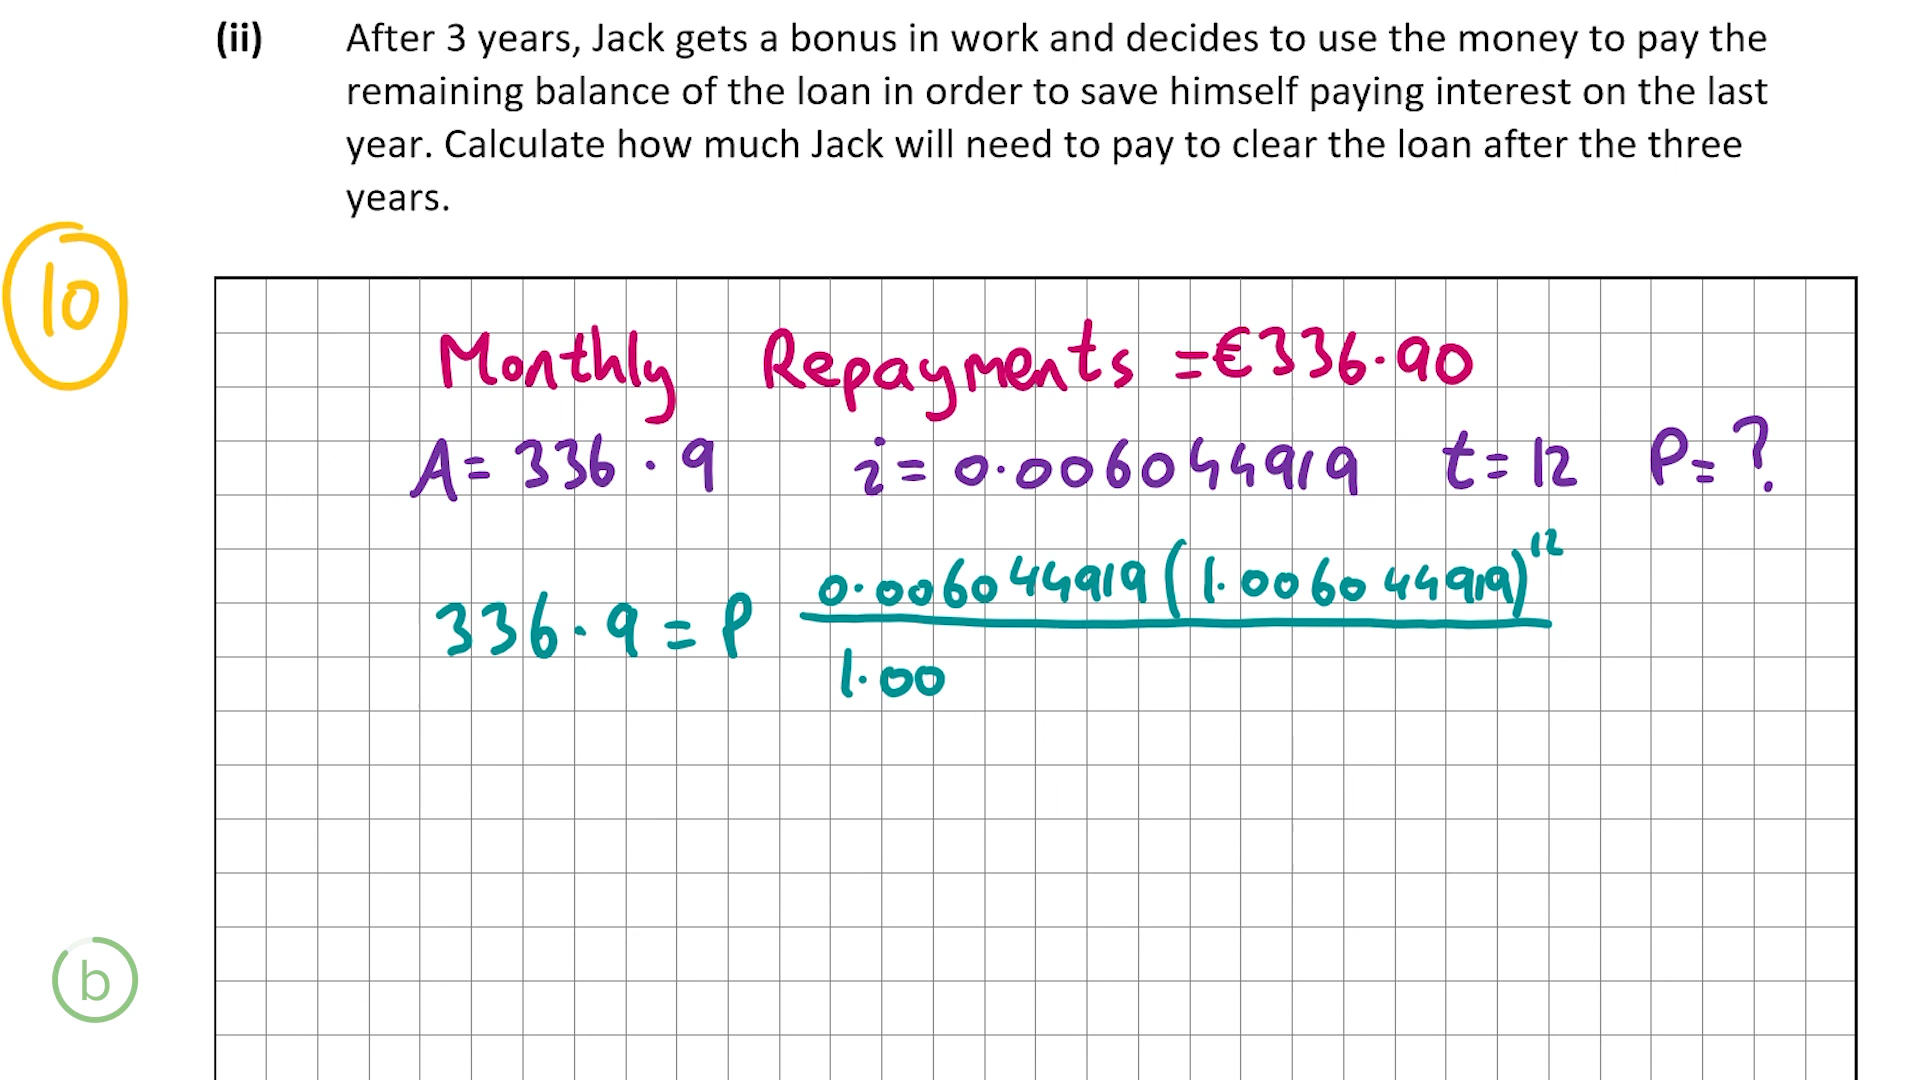 (ii) After 3 years, Jack gets a bonus in work and decides to use the money to pay the
remaining balance of the loan in order to save himself paying interest on the last
year. Calculate how much Jack will need to pay to clear the loan after the three
years.
10
Monthly Repayments = €336.90
A = 336.9 i = 0.006044919 t = 12 P = ?
336.9 = P 0.006044919 (1.006044919)^12
1.00
b